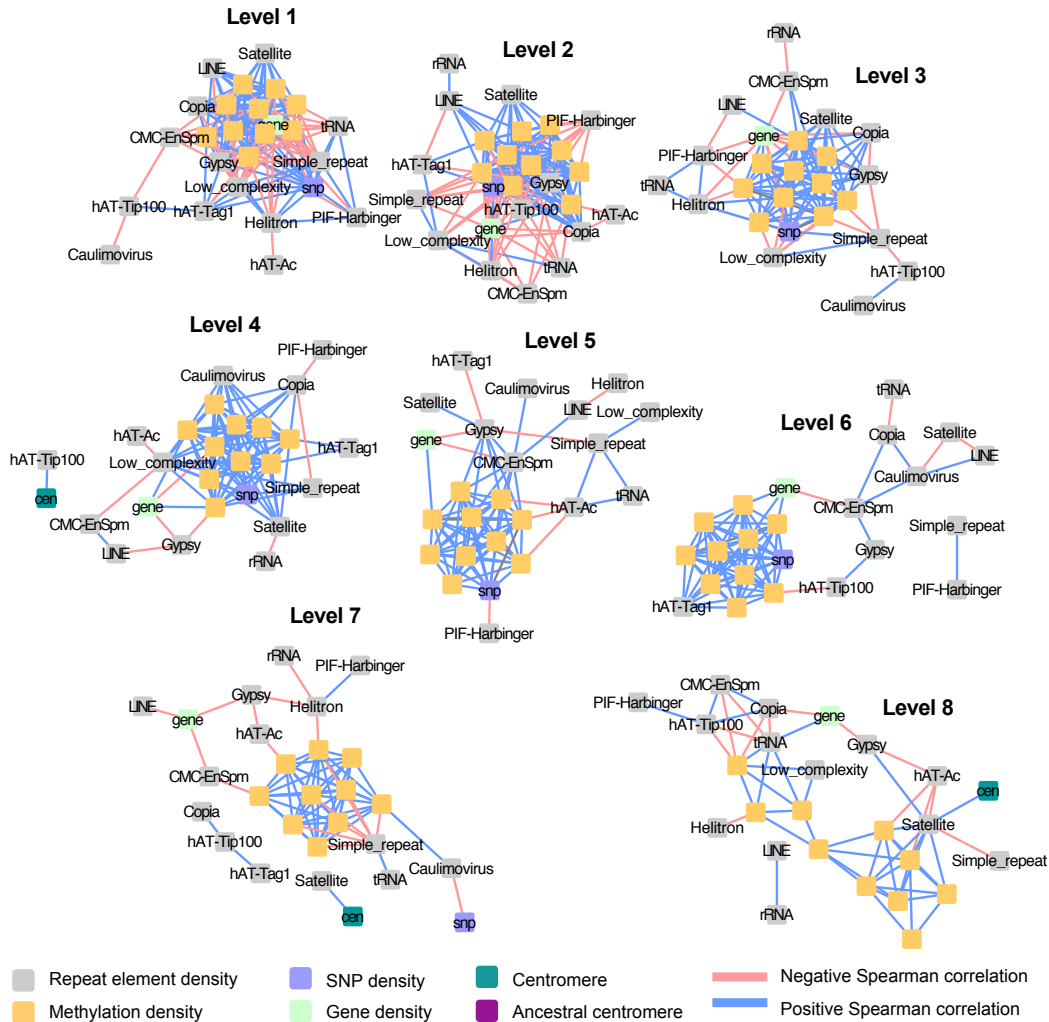 Level 1
Satellite
LINE
Copia
gene
tRNA
CMC-EnSpm
Gypsy
Simple_repeat
Low_complexity
snp
hAT-Tip100
hAT-Tag1
Helitron
PIF-Harbinger
Caulimovirus
hAT-Ac
Level 2
rRNA
LINE
Satellite
PIF-Harbinger
hAT-Tag1
snp
Gypsy
Simple_repeat
hAT-Tip100
hAT-Ac
gene
Copia
Low_complexity
Helitron
tRNA
CMC-EnSpm
Level 3
rRNA
CMC-EnSpm
LINE
Satellite
Copia
gene
PIF-Harbinger
Gypsy
tRNA
Helitron
snp
Simple_repeat
Low_complexity
hAT-Tip100
Caulimovirus
Level 4
PIF-Harbinger
Caulimovirus
Copia
hAT-Ac
hAT-Tag1
hAT-Tip100
Low_complexity
Simple_repeat
cen
snp
gene
CMC-EnSpm
Satellite
LINE
Gypsy
rRNA
Level 5
hAT-Tag1
Caulimovirus
Helitron
Satellite
LINE
Low_complexity
gene
Gypsy
Simple_repeat
CMC-EnSpm
hAT-Ac
tRNA
snp
PIF-Harbinger
Level 6
tRNA
Copia
Satellite
LINE
Caulimovirus
gene
CMC-EnSpm
Simple_repeat
Gypsy
snp
hAT-Tip100
PIF-Harbinger
hAT-Tag1
Level 7
rRNA
PIF-Harbinger
Gypsy
LINE
gene
Helitron
hAT-Ac
CMC-EnSpm
Copia
hAT-Tip100
Simple_repeat
Caulimovirus
hAT-Tag1
Satellite
tRNA
cen
snp
Level 8
CMC-EnSpm
PIF-Harbinger
Copia
gene
hAT-Tip100
tRNA
Gypsy
Low_complexity
hAT-Ac
cen
Helitron
Satellite
LINE
Simple_repeat
rRNA
Repeat element density
SNP density
Centromere
Negative Spearman correlation
Methylation density
Gene density
Ancestral centromere
Positive Spearman correlation